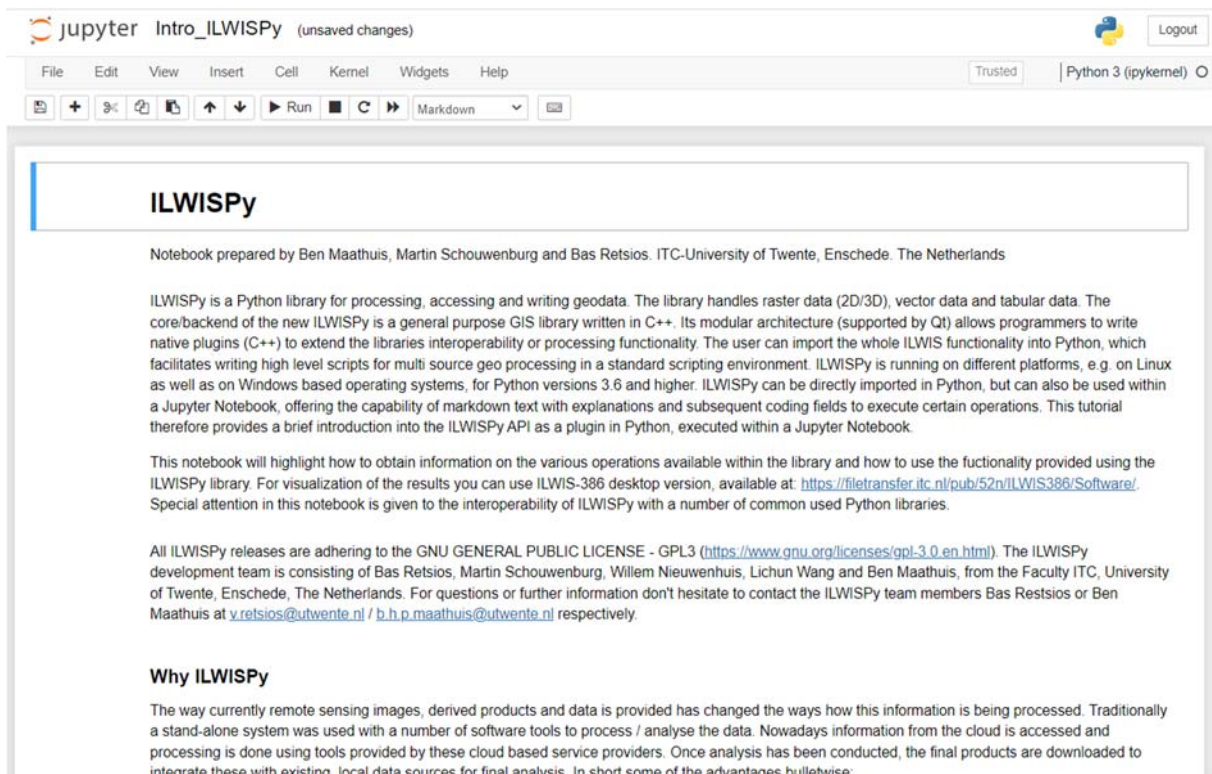 jupyter Intro_ILWISPy (unsaved changes)
Logout
File Edit View Insert Cell Kernel Widgets Help
Trusted
Python 3 (ipykernel)
Run
Markdown
ILWISPy
Notebook prepared by Ben Maathuis, Martin Schouwenburg and Bas Retsios. ITC-University of Twente, Enschede. The Netherlands
ILWISPy is a Python library for processing, accessing and writing geodata. The library handles raster data (2D/3D), vector data and tabular data. The
core/backend of the new ILWISPy is a general purpose GIS library written in C++. Its modular architecture (supported by Qt) allows programmers to write
native plugins (C++) to extend the libraries interoperability or processing functionality. The user can import the whole ILWIS functionality into Python, which
facilitates writing high level scripts for multi source geo processing in a standard scripting environment. ILWISPy is running on different platforms, e.g. on Linux
as well as on Windows based operating systems, for Python versions 3.6 and higher. ILWISPy can be directly imported in Python, but can also be used within
a Jupyter Notebook, offering the capability of markdown text with explanations and subsequent coding fields to execute certain operations. This tutorial
therefore provides a brief introduction into the ILWISPy API as a plugin in Python, executed within a Jupyter Notebook.
This notebook will highlight how to obtain information on the various operations available within the library and how to use the fuctionality provided using the
ILWISPy library. For visualization of the results you can use ILWIS-386 desktop version, available at: https://filetransfer.itc.nl/pub/52n/ILWIS386/Software/.
Special attention in this notebook is given to the interoperability of ILWISPy with a number of common used Python libraries.
All ILWISPy releases are adhering to the GNU GENERAL PUBLIC LICENSE - GPL3 (https://www.gnu.org/licenses/gpl-3.0.en.html). The ILWISPy
development team is consisting of Bas Retsios, Martin Schouwenburg, Willem Nieuwenhuis, Lichun Wang and Ben Maathuis, from the Faculty ITC, University
of Twente, Enschede, The Netherlands. For questions or further information don't hesitate to contact the ILWISPy team members Bas Restsios or Ben
Maathuis at v.retsios@utwente.nl / b.h.p.maathuis@utwente.nl respectively.
Why ILWISPy
The way currently remote sensing images, derived products and data is provided has changed the ways how this information is being processed. Traditionally
a stand-alone system was used with a number of software tools to process / analyse the data. Nowadays information from the cloud is accessed and
processing is done using tools provided by these cloud based service providers. Once analysis has been conducted, the final products are downloaded to
integrate these with existing, local data sources for final analysis. In short some of the advantages bulletwise: